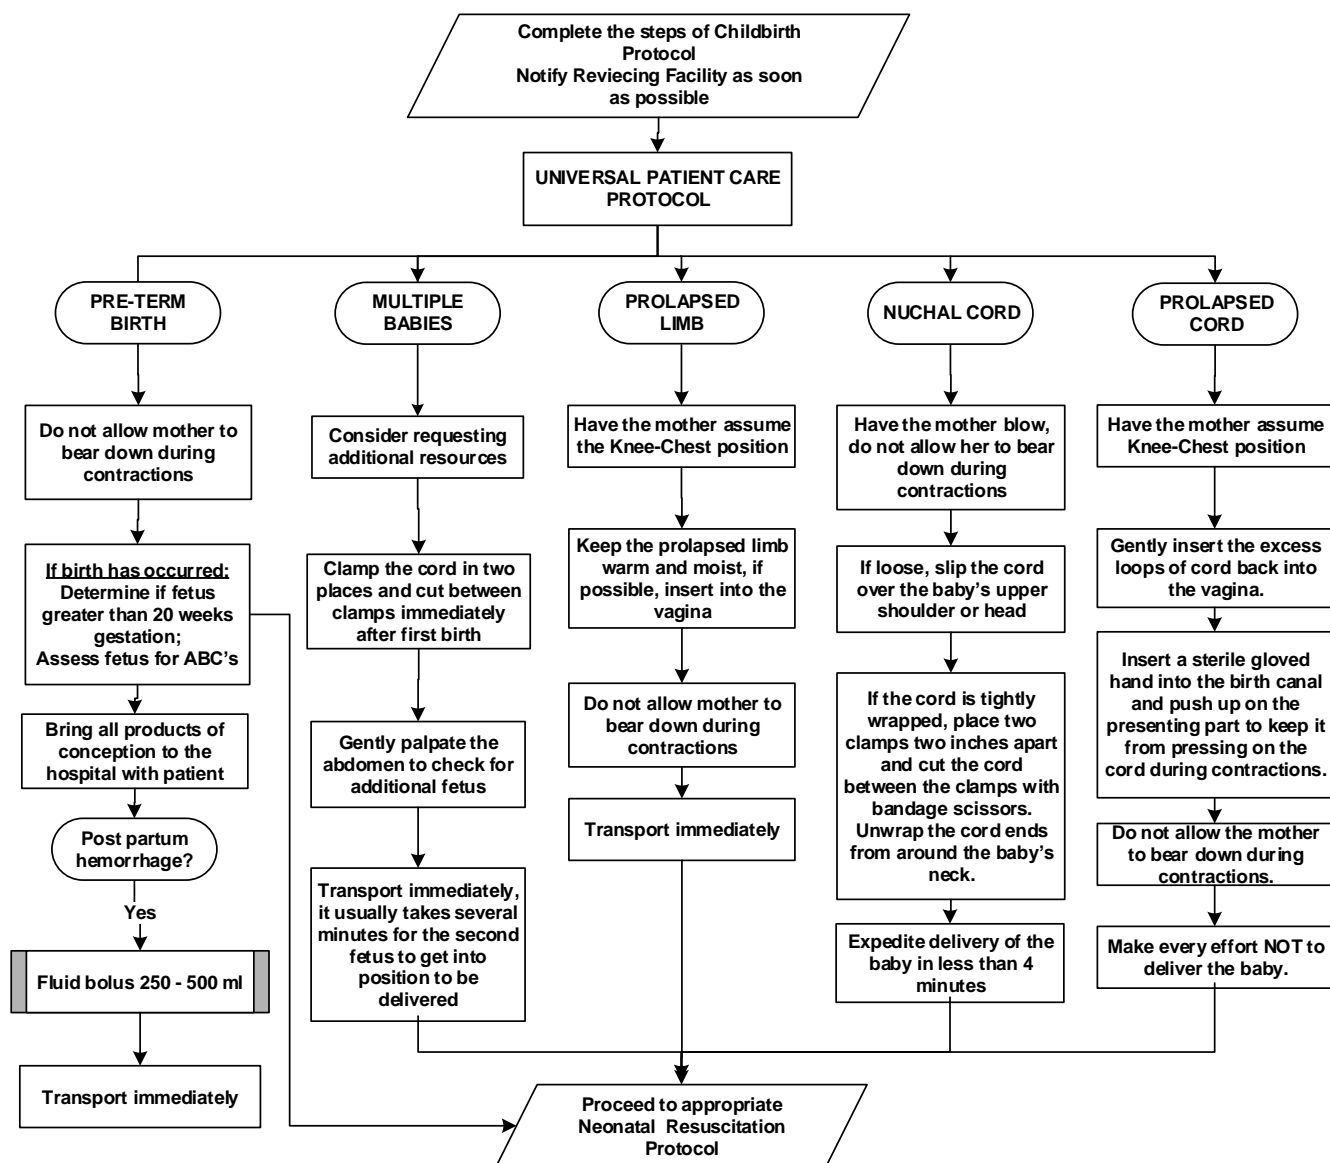 Complete the steps of Childbirth
Protocol
Notify Reviecing Facility as soon
as possible
UNIVERSAL PATIENT CARE
PROTOCOL
PRE-TERM
BIRTH
Do not allow mother to
bear down during
contractions
If birth has occurred:
Determine if fetus
greater than 20 weeks
gestation;
Assess fetus for ABC's
Bring all products of
conception to the
hospital with patient
Post partum
hemorrhage?
Yes
Fluid bolus 250 - 500 ml
Transport immediately
MULTIPLE
BABIES
Consider requesting
additional resources
Clamp the cord in two
places and cut between
clamps immediately
after first birth
Gently palpate the
abdomen to check for
additional fetus
Transport immediately,
it usually takes several
minutes for the second
fetus to get into
position to be
delivered
PROLAPSED
LIMB
Have the mother assume
the Knee-Chest position
Keep the prolapsed limb
warm and moist, if
possible, insert into the
vagina
Do not allow mother to
bear down during
contractions
Transport immediately
NUCHAL CORD
Have the mother blow,
do not allow her to bear
down during
contractions
If loose, slip the cord
over the baby's upper
shoulder or head
If the cord is tightly
wrapped, place two
clamps two inches apart
and cut the cord
between the clamps with
bandage scissors.
Unwrap the cord ends
from around the baby's
neck.
Expedite delivery of the
baby in less than 4
minutes
PROLAPSED
CORD
Have the mother assume
Knee-Chest position
Gently insert the excess
loops of cord back into
the vagina.
Insert a sterile gloved
hand into the birth canal
and push up on the
presenting part to keep it
from pressing on the
cord during contractions.
Do not allow the mother
to bear down during
contractions.
Make every effort NOT to
deliver the baby.
Proceed to appropriate
Neonatal Resuscitation
Protocol